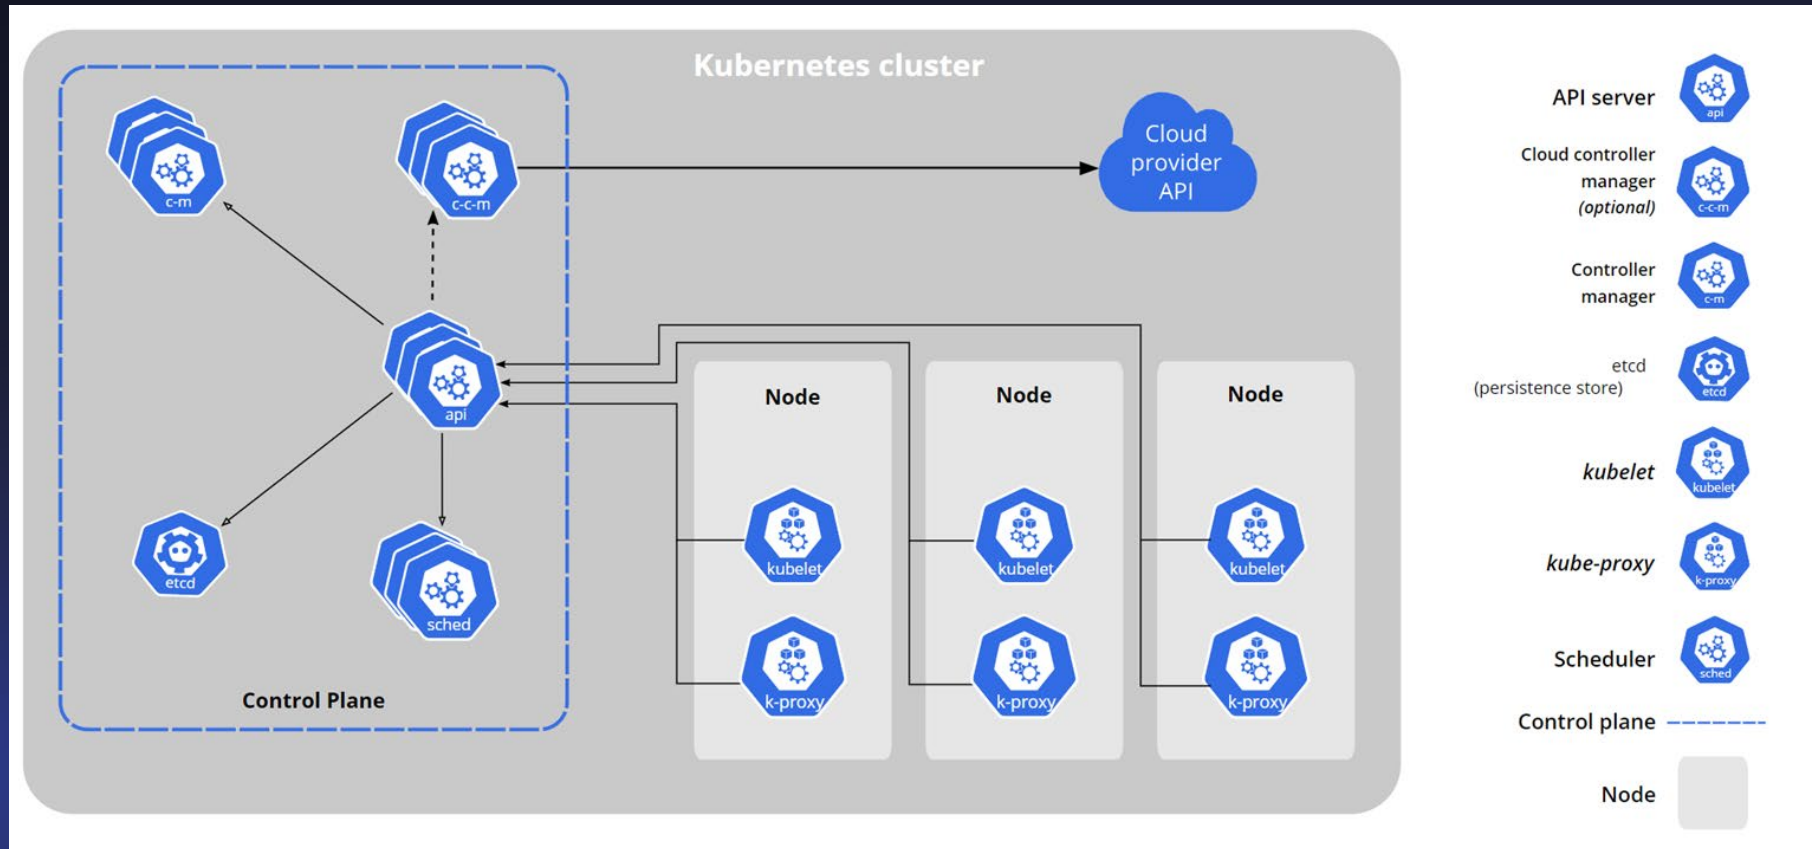 Kubernetes cluster
c-m
c-c-m
Cloud
provider
API
api
etcd
sched
Control Plane
Node
kubelet
k-proxy
Node
kubelet
k-proxy
Node
kubelet
k-proxy
API server
api
Cloud controller
manager
(optional)
c-c-m
Controller
manager
c-m
etcd
(persistence store)
etcd
kubelet
kubelet
kube-proxy
k-proxy
Scheduler
sched
Control plane
Node